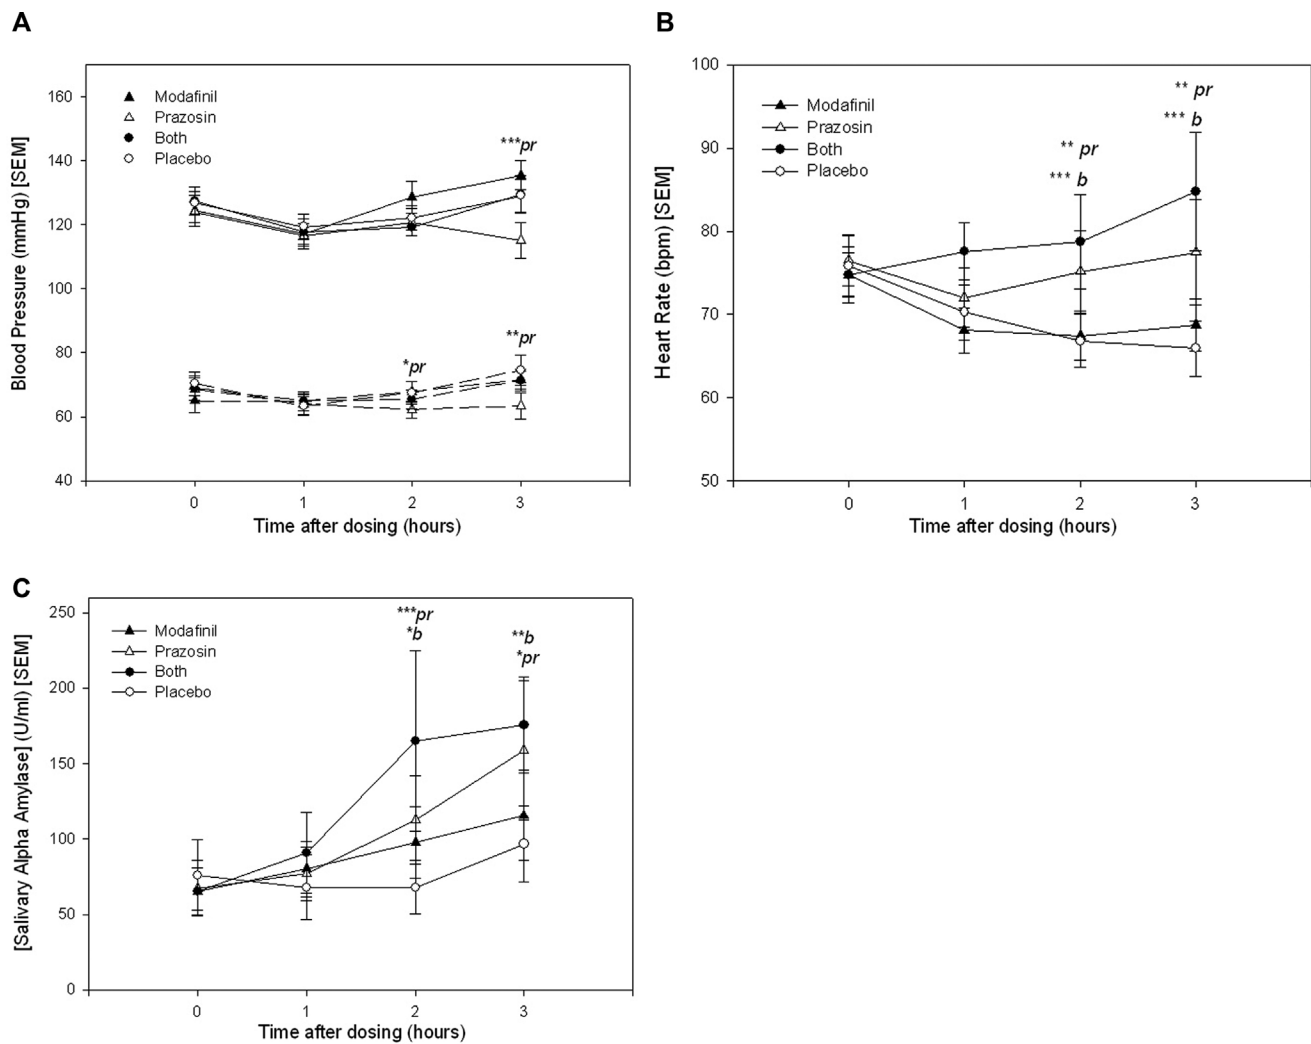 A
Blood Pressure (mmHg) [SEM]
160
140
120
100
80
60
40
Modafinil
Prazosin
Both
Placebo
***pr
*pr
**pr
0 1 2 3
Time after dosing (hours)
B
Heart Rate (bpm) [SEM]
100
90
80
70
60
50
Modafinil
Prazosin
Both
Placebo
** pr
*** b
** pr
*** b
0 1 2 3
Time after dosing (hours)
C
[Salivary Alpha Amylase] (U/ml) [SEM]
250
200
150
100
50
0
Modafinil
Prazosin
Both
Placebo
***pr
*b
**b
*pr
0 1 2 3
Time after dosing (hours)